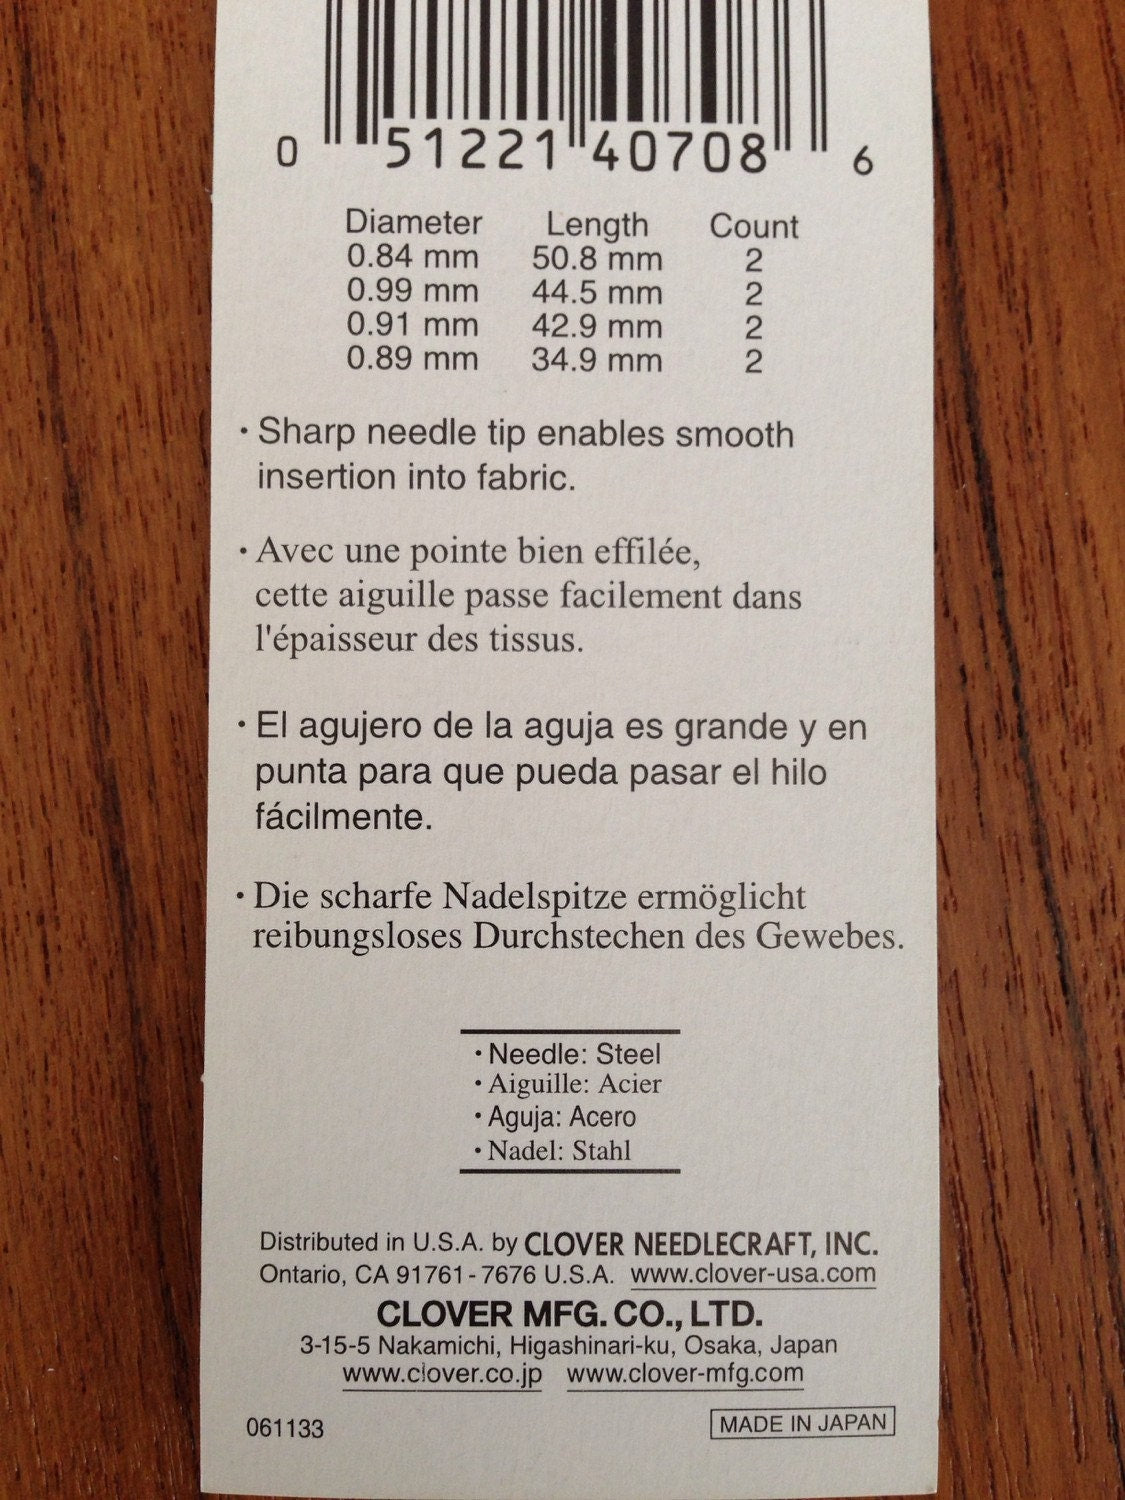 0 51221 40708 6
Diameter Length Count
0.84 mm 50.8 mm 2
0.99 mm 44.5 mm 2
0.91 mm 42.9 mm 2
0.89 mm 34.9 mm 2
・Sharp needle tip enables smooth
insertion into fabric.
・Avec une pointe bien effilée,
cette aiguille passe facilement dans
l'épaisseur des tissus.
・El agujero de la aguja es grande y en
punta para que pueda pasar el hilo
fácilmente.
・Die scharfe Nadelspitze ermöglicht
reibungsloses Durchstechen des Gewebes.
・Needle: Steel
・Aiguille: Acier
・Aguja: Acero
・Nadel: Stahl
Distributed in U.S.A. by CLOVER NEEDLECRAFT, INC.
Ontario, CA 91761-7676 U.S.A. www.clover-usa.com
CLOVER MFG. CO., LTD.
3-15-5 Nakamichi, Higashinari-ku, Osaka, Japan
www.clover.co.jp www.clover-mfg.com
061133 MADE IN JAPAN